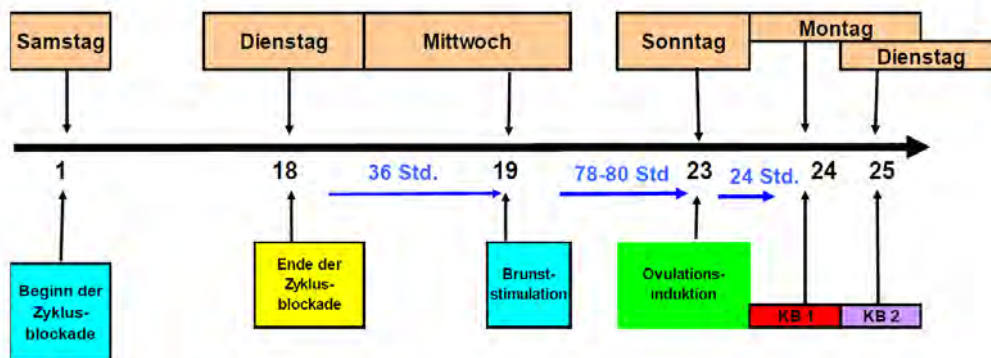 Samstag
Dienstag
Mittwoch
Sonntag
Montag
Dienstag
1
18
36 Std.
19
78-80 Std
23
24 Std.
24
25
Beginn der
Zyklus-
blockade
Ende der
Zyklus-
blockade
Brunst-
stimulation
Ovulations-
induktion
KB 1
KB 2